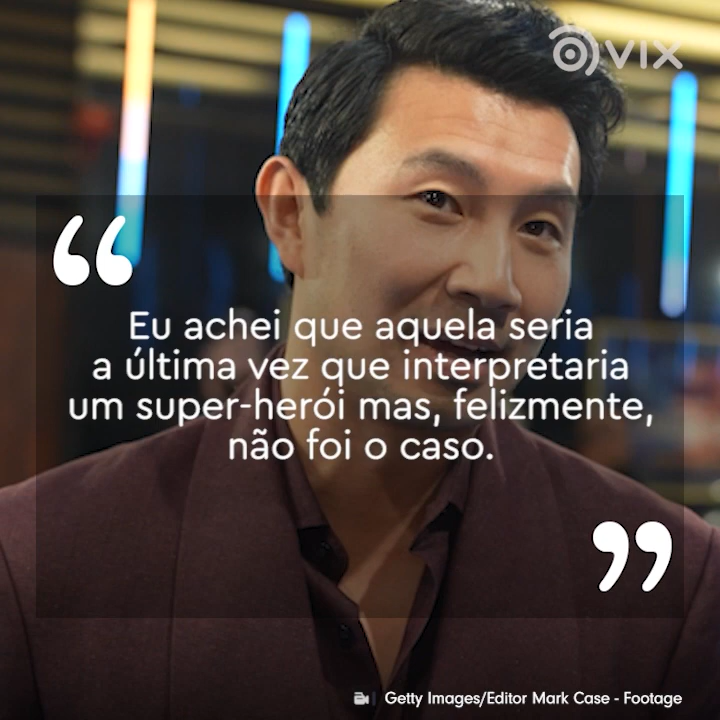 vix
“
Eu achei que aquela seria
a última vez que interpretaria
um super-herói mas, felizmente,
não foi o caso.
”
Getty Images/Editor Mark Case - Footage